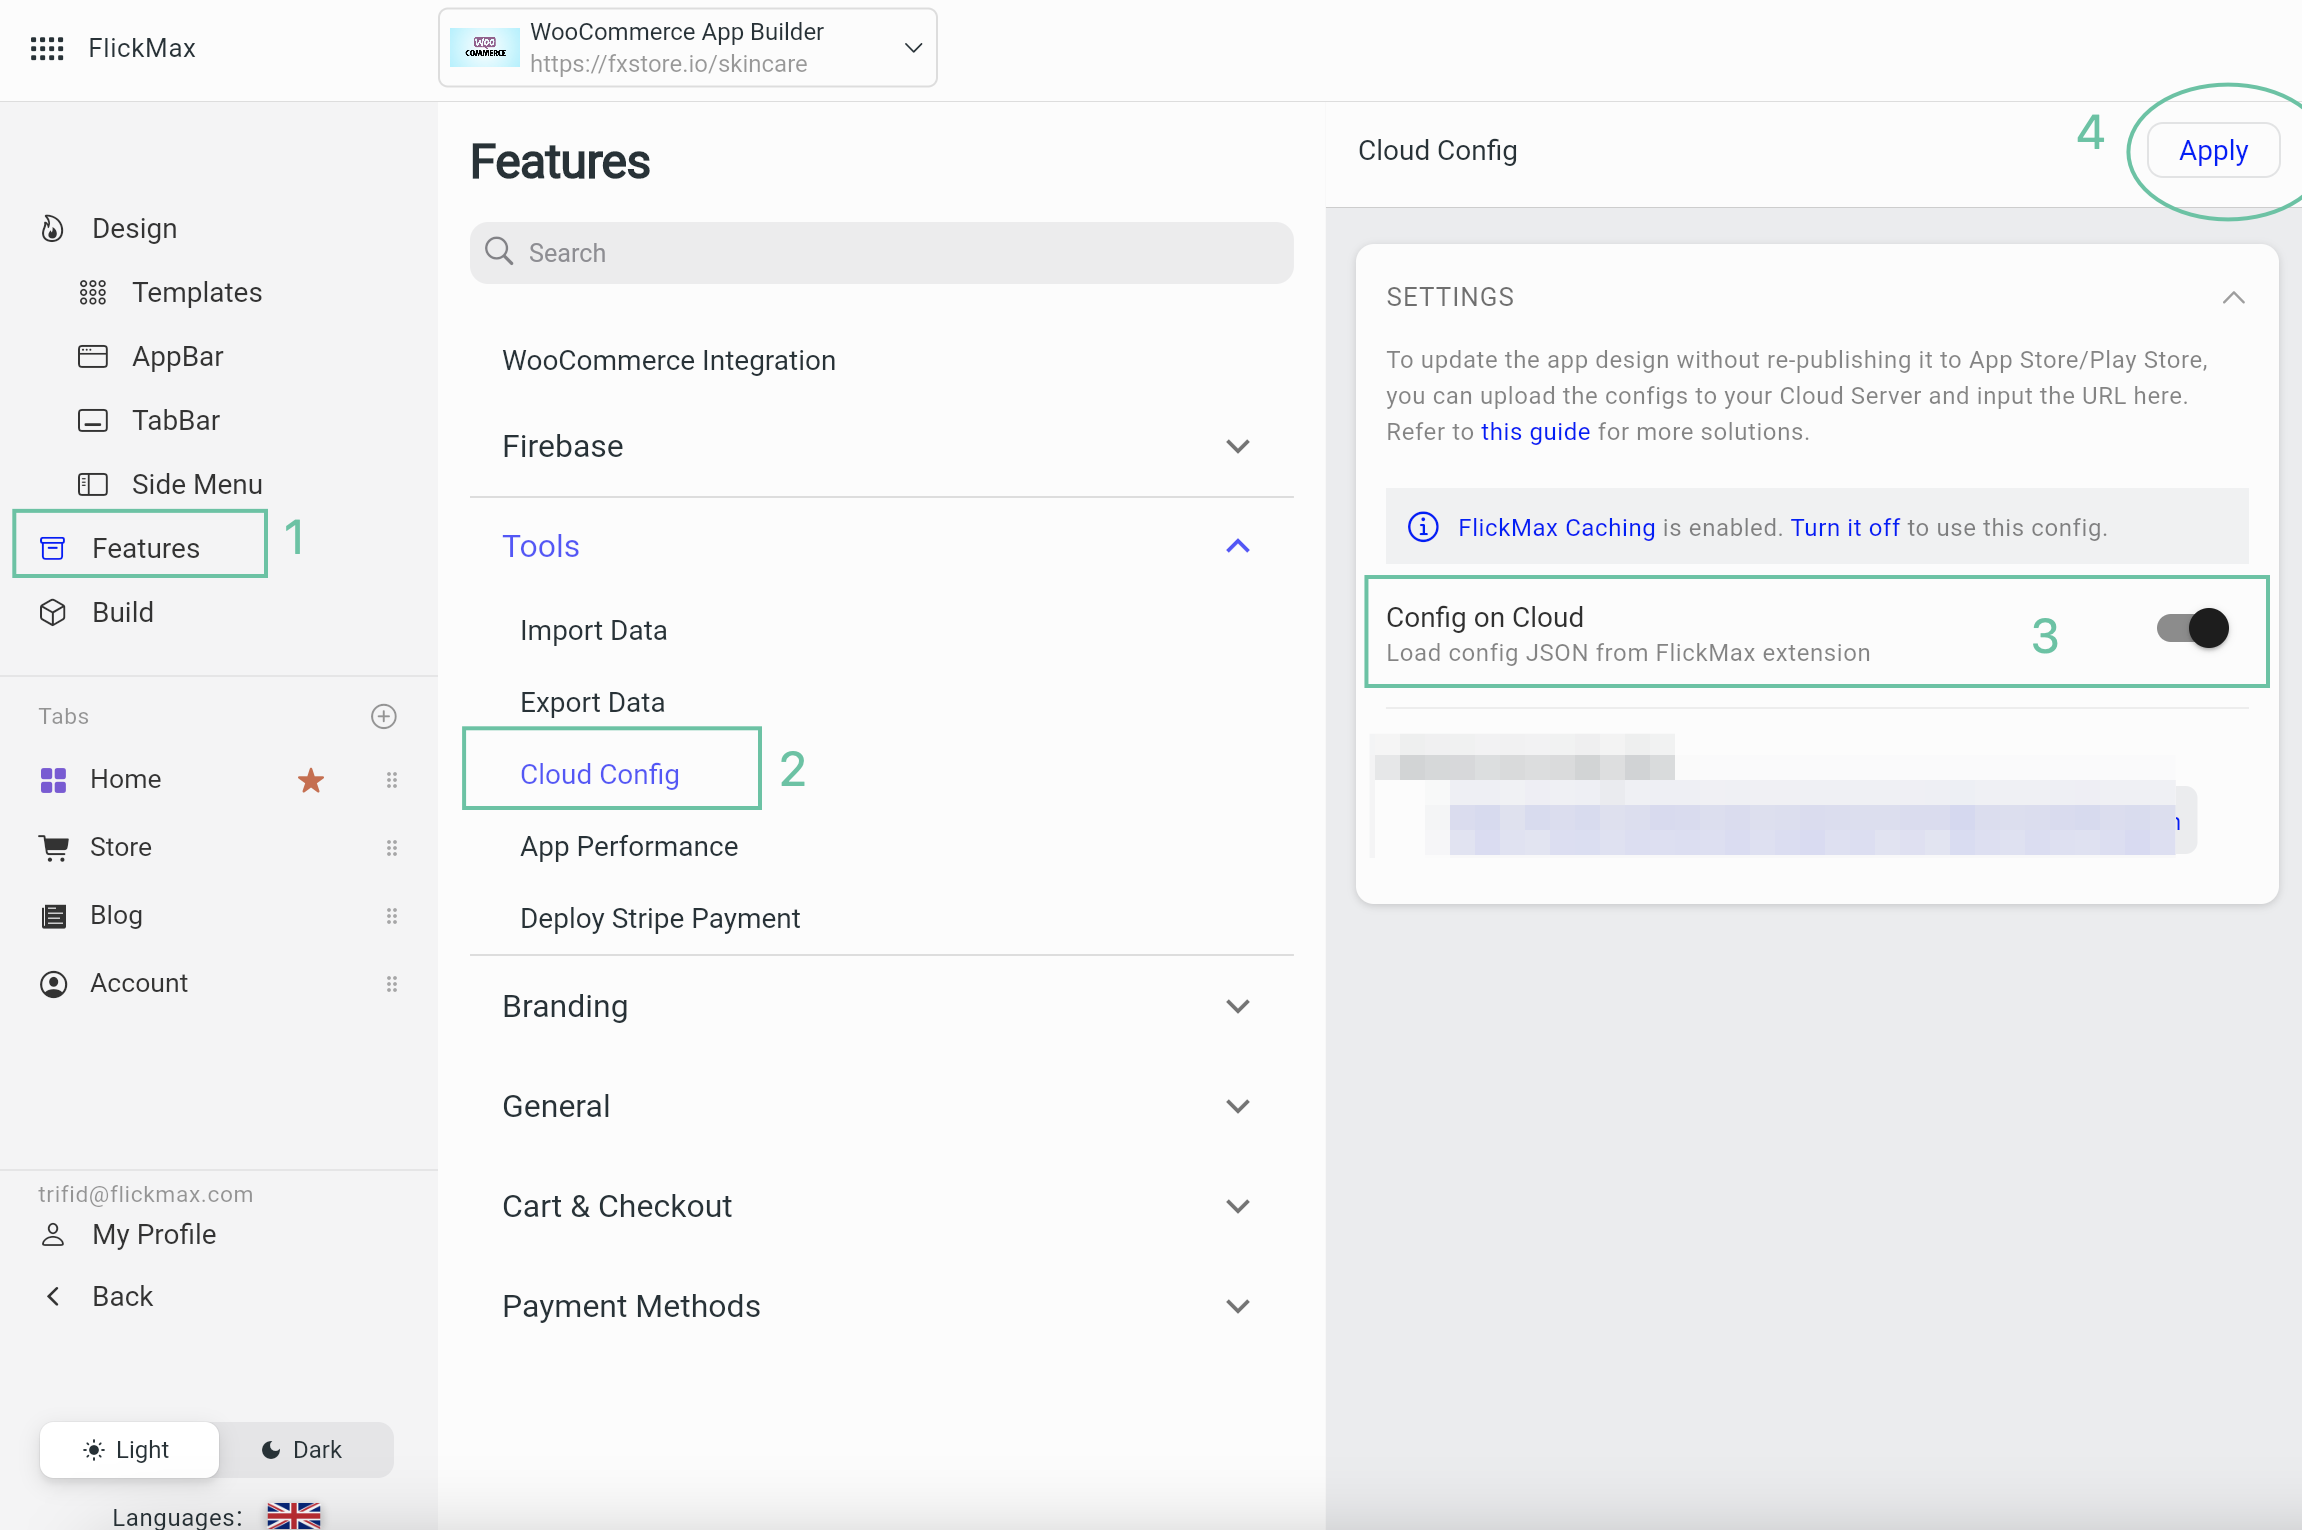 FlickMax
WOO
COMMERCE
WooCommerce App Builder
https://fxstore.io/skincare
Design
Templates
AppBar
TabBar
Side Menu
Features
1
Build
Tabs
Home
Store
Blog
Account
trifid@flickmax.com
My Profile
Back
Light
Dark
Languages:
Features
Search
WooCommerce Integration
Firebase
Tools
Import Data
Export Data
Cloud Config
2
App Performance
Deploy Stripe Payment
Branding
General
Cart & Checkout
Payment Methods
Cloud Config
4
Apply
SETTINGS
To update the app design without re-publishing it to App Store/Play Store,
you can upload the configs to your Cloud Server and input the URL here.
Refer to this guide for more solutions.
FlickMax Caching is enabled. Turn it off to use this config.
Config on Cloud
Load config JSON from FlickMax extension
3